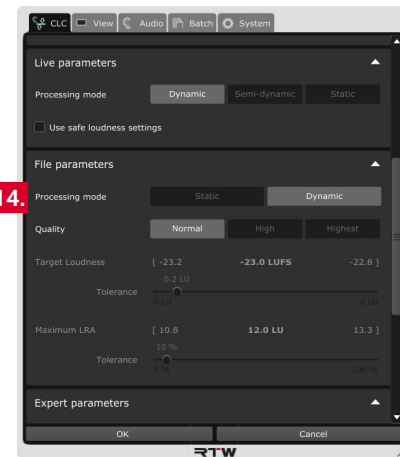 CLC View Audio Batch System
Live parameters
Processing mode Dynamic Semi-dynamic Static
Use safe loudness settings
File parameters
14. Processing mode Static Dynamic
Quality Normal High Highest
Target Loudness [ -23.2 -23.0 LUFS -22.8 ]
0.2 LU
Tolerance
0 LU 2 LU
Maximum LRA [ 10.8 12.0 LU 13.3 ]
10 %
Tolerance
5 % 100 %
Expert parameters
OK Cancel
RTW